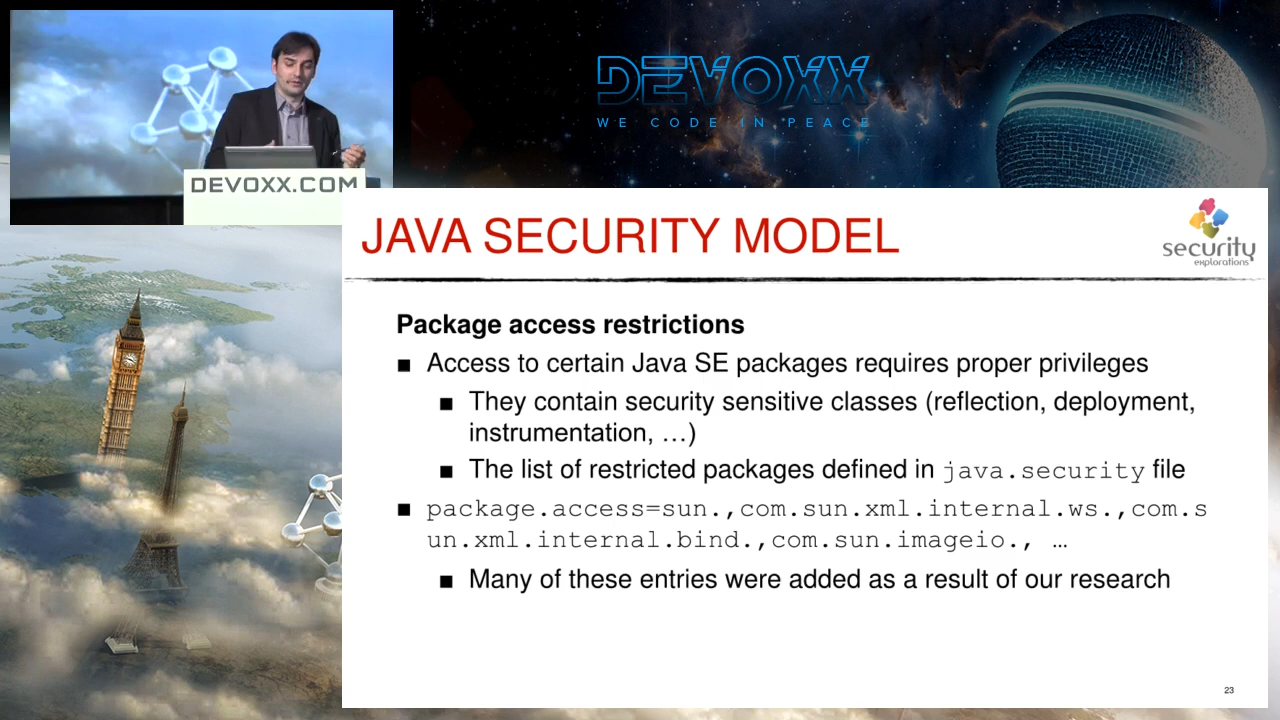 DEVOXX
WE CODE IN PEACE
DEVOXX.COM
JAVA SECURITY MODEL
security
explorations
Package access restrictions
Access to certain Java SE packages requires proper privileges
They contain security sensitive classes (reflection, deployment,
instrumentation, …)
The list of restricted packages defined in java.security file
package.access=sun.,com.sun.xml.internal.ws.,com.s
un.xml.internal.bind.,com.sun.imageio., …
Many of these entries were added as a result of our research
23